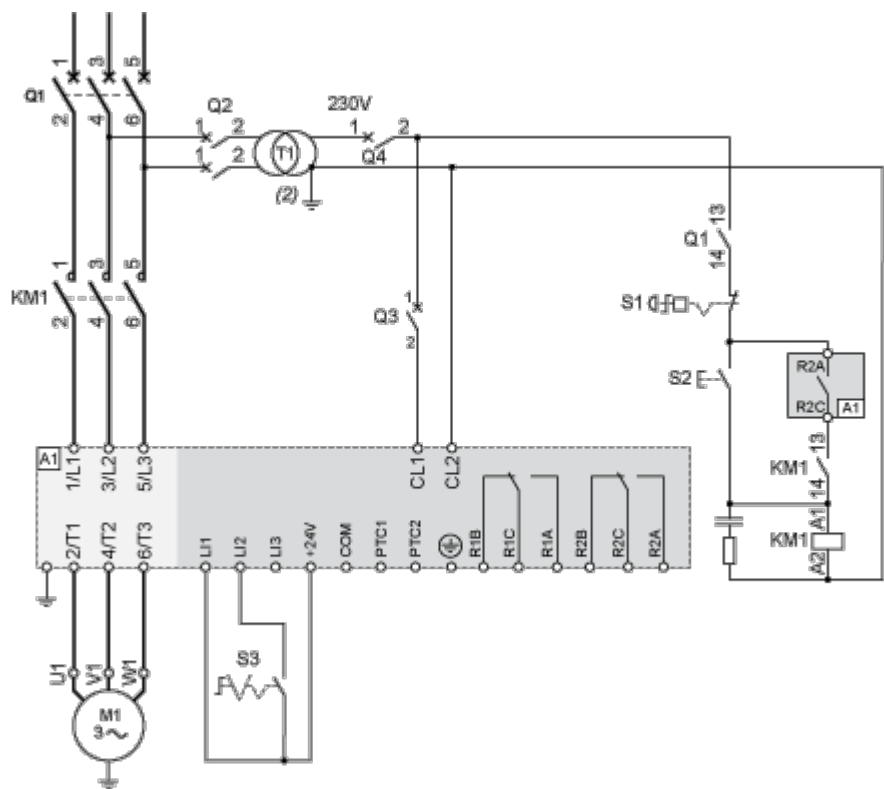 1 3 5
Q1
2 4 6
Q2
1 2
1 2
T1
(2)
230V
1 2
Q4
13
Q1
14
1 3 5
KM1
2 4 6
1
Q3
2
S1
S2
R2A
R2C
A1
13
KM1
14
A1
KM1
A2
A1
1/L1 3/L2 5/L3
CL1 CL2
2/T1 4/T2 6/T3
LI1 LI2 LI3 +24V COM PTC1 PTC2 R1B R1C R1A R2B R2C R2A
S3
U1 V1 W1
M1
3